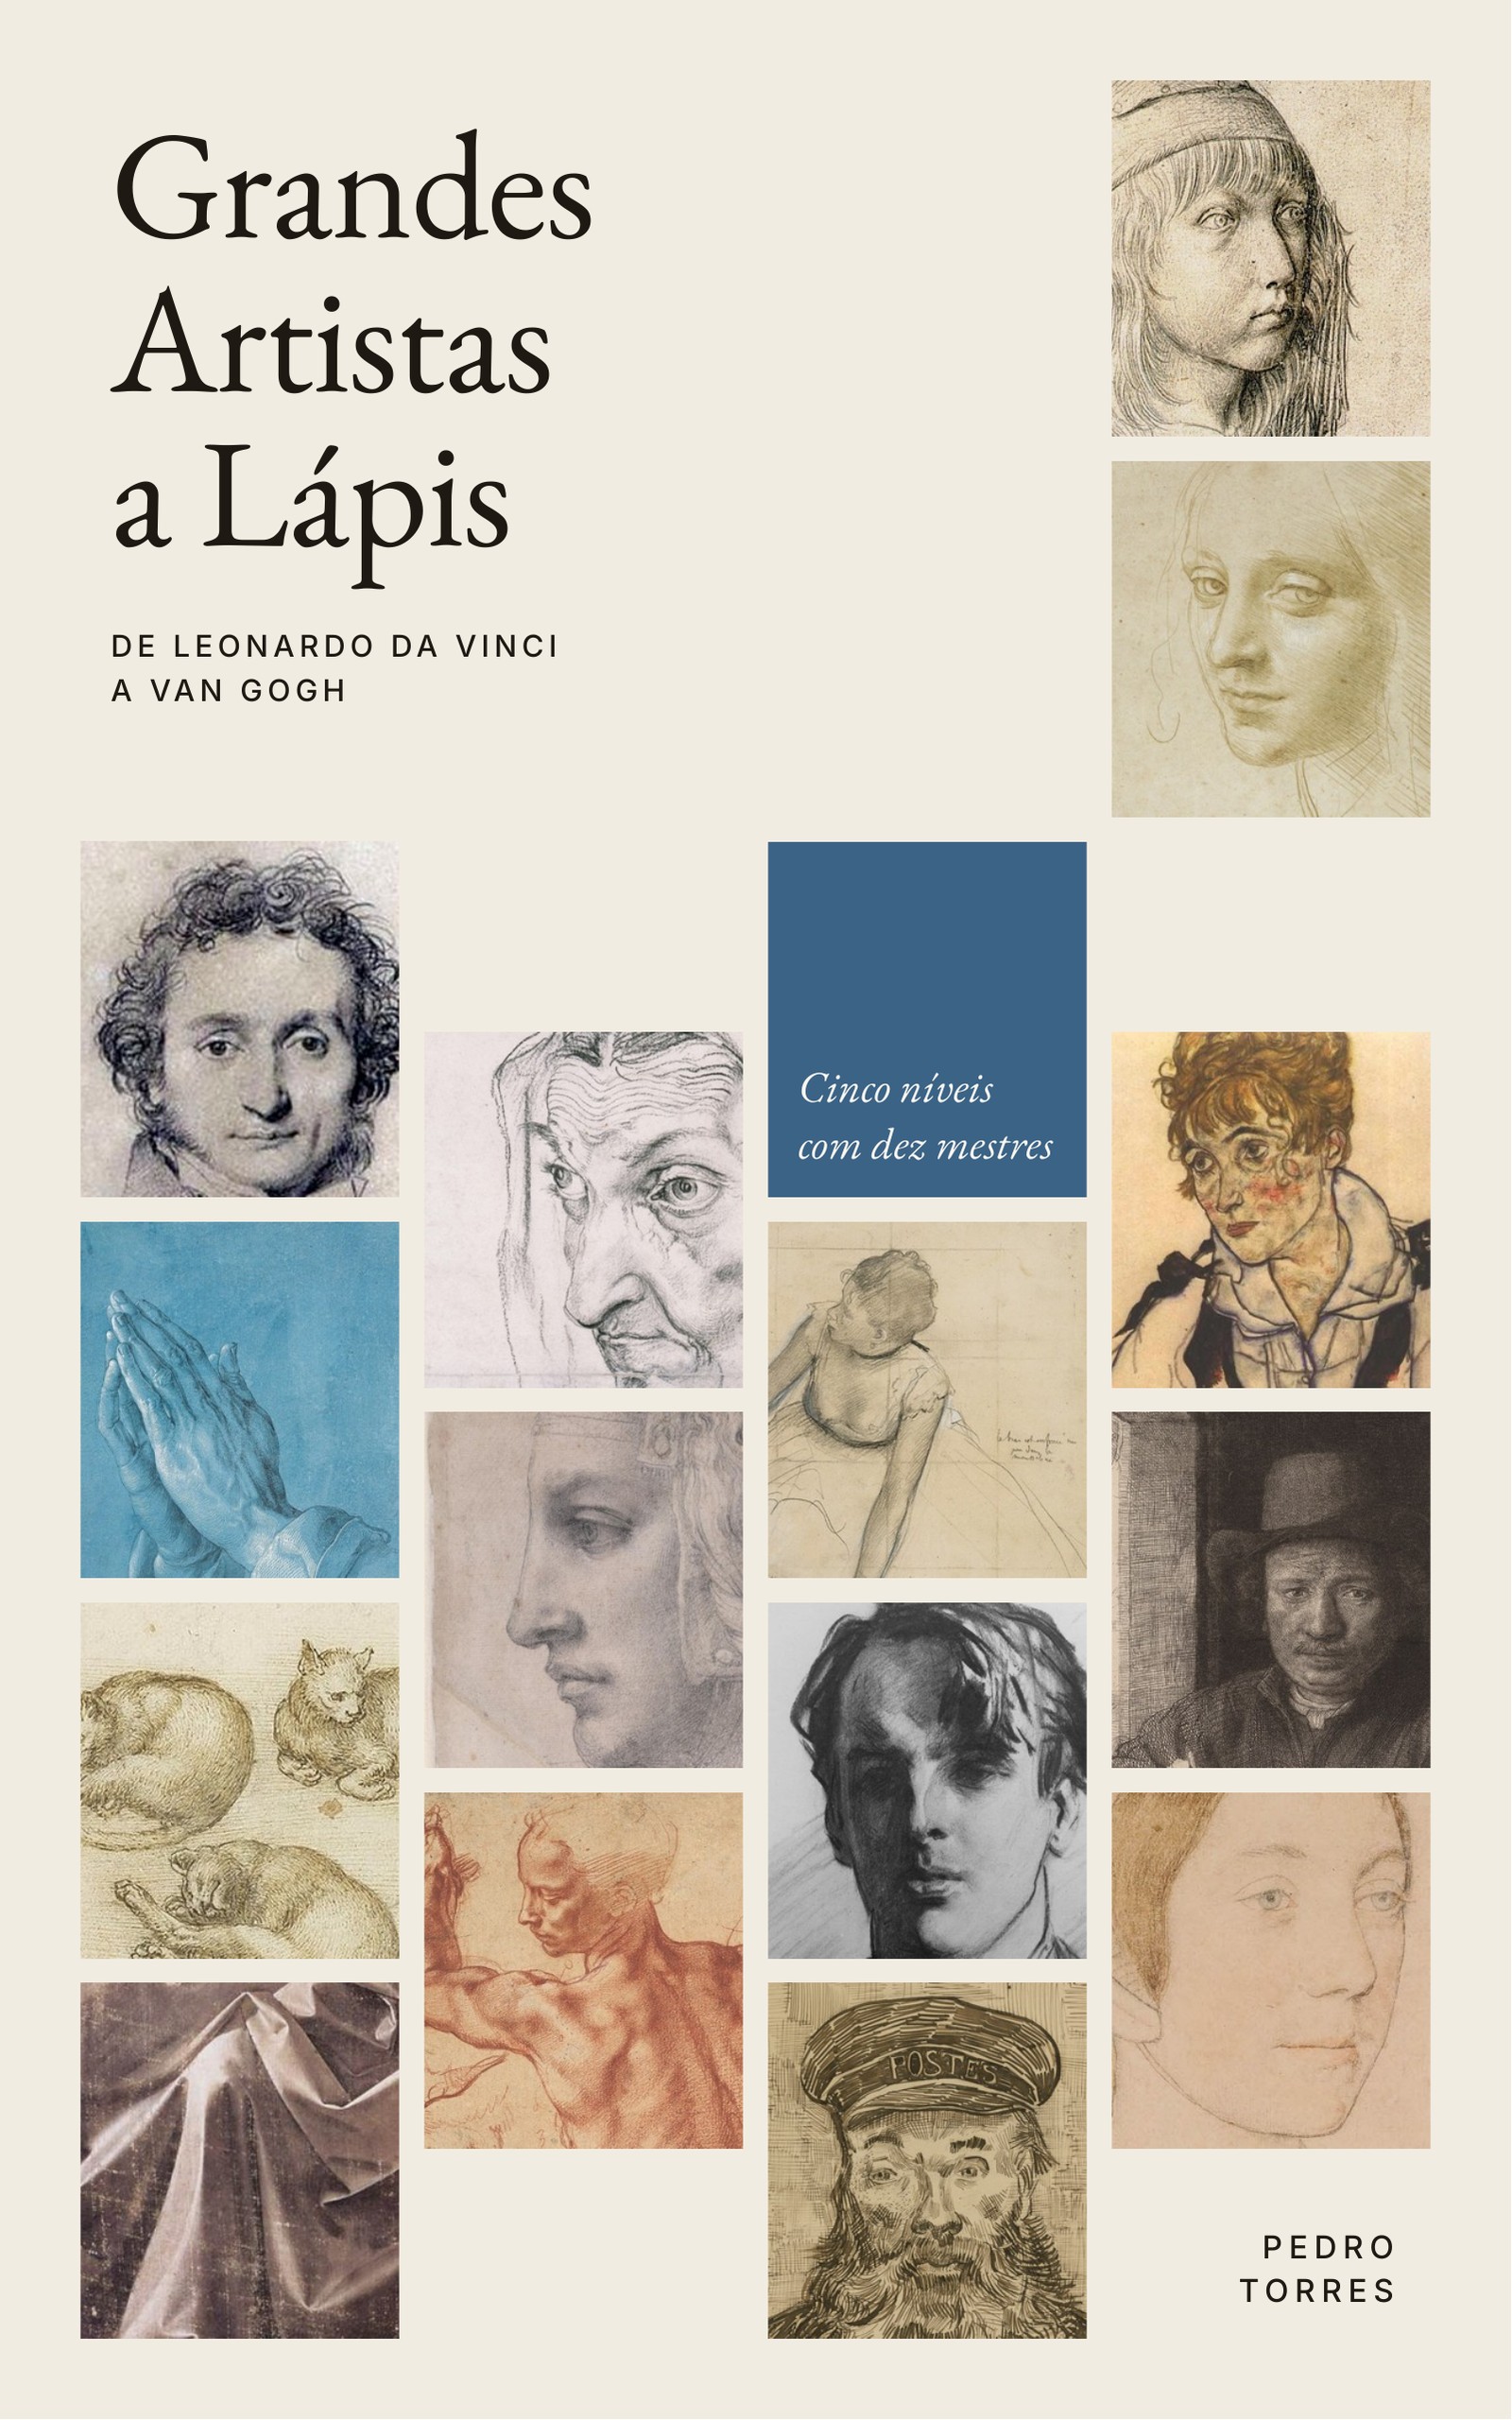 Grandes
Artistas
a Lápis
DE LEONARDO DA VINCI
A VAN GOGH
Cinco níveis
com dez mestres
POSTES
PEDRO
TORRES